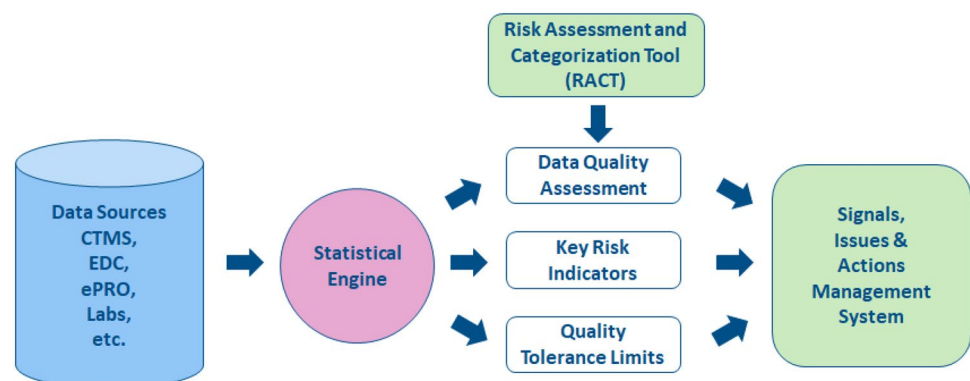 Risk Assessment and
Categorization Tool
(RACT)
Data Sources
CTMS,
EDC,
ePRO,
Labs,
etc.
Statistical
Engine
Data Quality
Assessment
Key Risk
Indicators
Quality
Tolerance Limits
Signals,
Issues &
Actions
Management
System